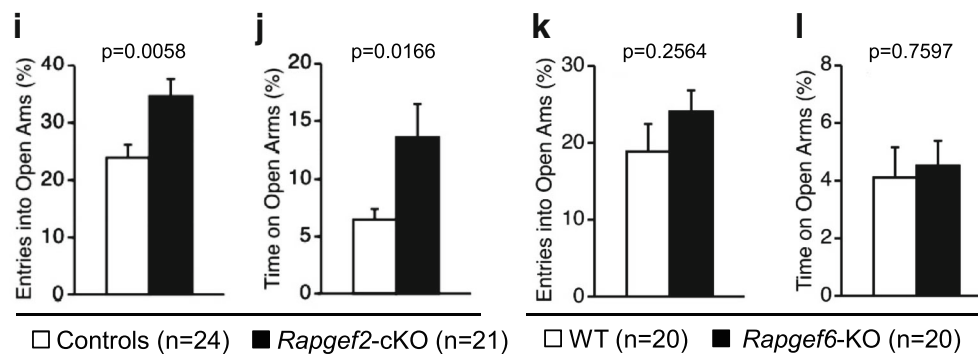 i
p=0.0058
Entries into Open Ams (%)
40
30
20
10
0
j
p=0.0166
Time on Open Arms (%)
20
15
10
5
0
k
p=0.2564
Entries into Open Ams (%)
30
20
10
0
l
p=0.7597
Time on Open Arms (%)
8
6
4
2
0
Controls (n=24) Rapgef2-cKO (n=21)
WT (n=20) Rapgef6-KO (n=20)